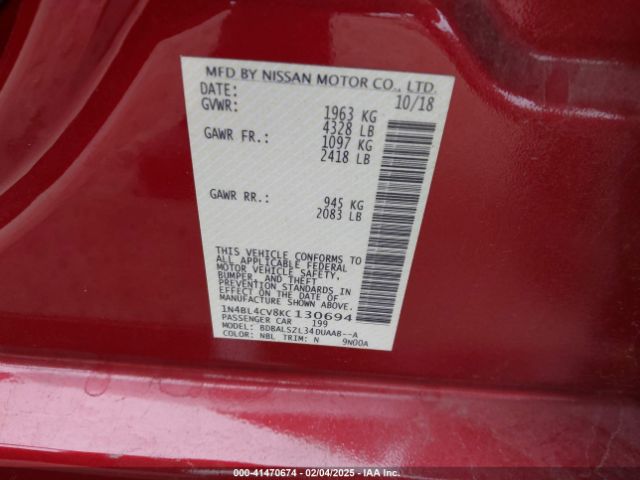 MFD BY NISSAN MOTOR CO., LTD.
DATE: 10/18
GVWR: 1963 KG
4328 LB
GAWR FR.: 1097 KG
2418 LB
GAWR RR.: 945 KG
2083 LB
THIS VEHICLE CONFORMS TO
ALL APPLICABLE FEDERAL
MOTOR VEHICLE SAFETY,
BUMPER, AND THEFT
PREVENTION STANDARDS IN
EFFECT ON THE DATE OF
MANUFACTURE SHOWN ABOVE.
1N4BL4CV8KC130694
PASSENGER CAR 199
MODEL: BDBALSZL34DUAAB--A
COLOR: NBL TRIM: N 9N00A
000-41470674 | 02/04/2025 | IAA Inc.